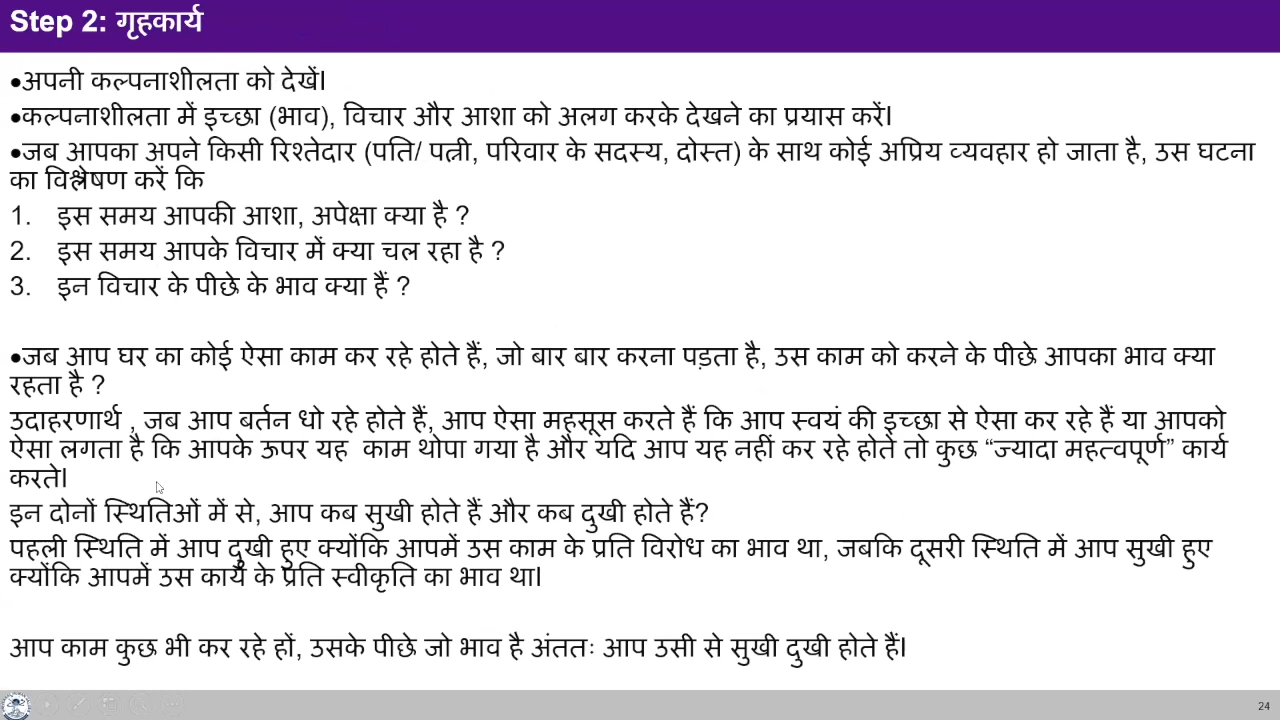 Step 2: गृहकार्य
•अपनी कल्पनाशीलता को देखें।
•कल्पनाशीलता में इच्छा (भाव), विचार और आशा को अलग करके देखने का प्रयास करें।
•जब आपका अपने किसी रिश्तेदार (पति/ पत्नी, परिवार के सदस्य, दोस्त) के साथ कोई अप्रिय व्यवहार हो जाता है, उस घटना
का विश्लेषण करें कि
1. इस समय आपकी आशा, अपेक्षा क्या है ?
2. इस समय आपके विचार में क्या चल रहा है ?
3. इन विचार के पीछे के भाव क्या हैं ?
•जब आप घर का कोई ऐसा काम कर रहे होते हैं, जो बार बार करना पड़ता है, उस काम को करने के पीछे आपका भाव क्या
रहता है ?
उदाहरणार्थ , जब आप बर्तन धो रहे होते हैं, आप ऐसा महसूस करते हैं कि आप स्वयं की इच्छा से ऐसा कर रहे हैं या आपको
ऐसा लगता है कि आपके ऊपर यह काम थोपा गया है और यदि आप यह नहीं कर रहे होते तो कुछ “ज्यादा महत्वपूर्ण” कार्य
करते।
इन दोनों स्थितिओं में से, आप कब सुखी होते हैं और कब दुखी होते हैं?
पहली स्थिति में आप दुखी हुए क्योंकि आपमें उस काम के प्रति विरोध का भाव था, जबकि दूसरी स्थिति में आप सुखी हुए
क्योंकि आपमें उस कार्य के प्रति स्वीकृति का भाव था।
आप काम कुछ भी कर रहे हों, उसके पीछे जो भाव है अंततः आप उसी से सुखी दुखी होते हैं।
24